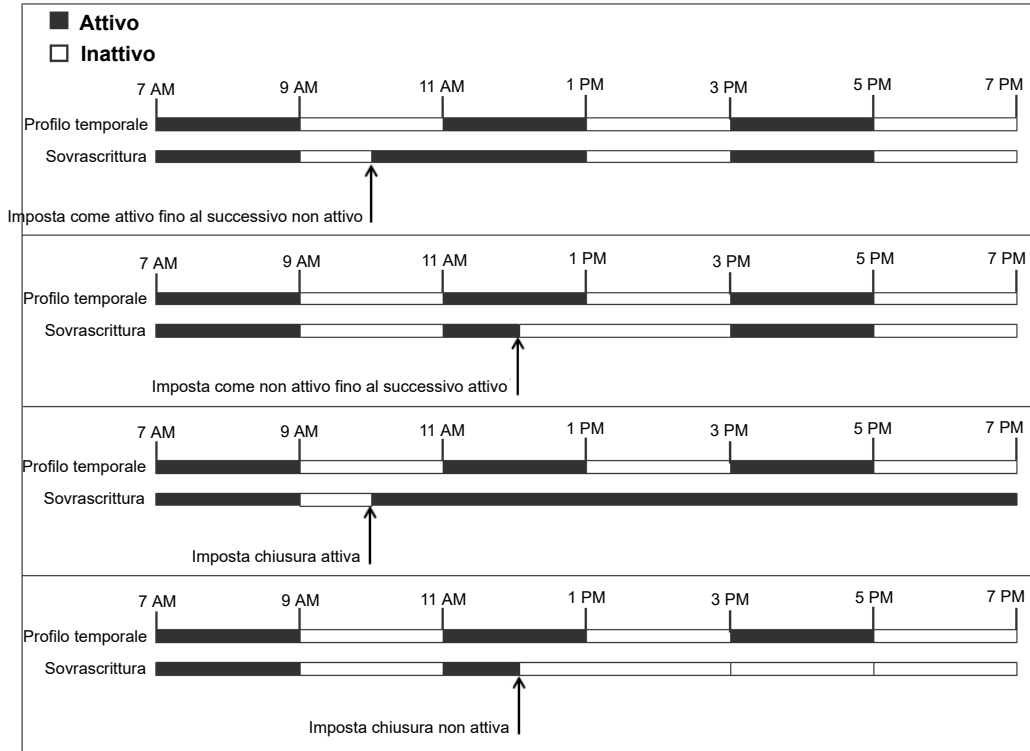 Attivo
Inattivo
7 AM 9 AM 11 AM 1 PM 3 PM 5 PM 7 PM
Profilo temporale
Sovrascrittura
Imposta come attivo fino al successivo non attivo
7 AM 9 AM 11 AM 1 PM 3 PM 5 PM 7 PM
Profilo temporale
Sovrascrittura
Imposta come non attivo fino al successivo attivo
7 AM 9 AM 11 AM 1 PM 3 PM 5 PM 7 PM
Profilo temporale
Sovrascrittura
Imposta chiusura attiva
7 AM 9 AM 11 AM 1 PM 3 PM 5 PM 7 PM
Profilo temporale
Sovrascrittura
Imposta chiusura non attiva